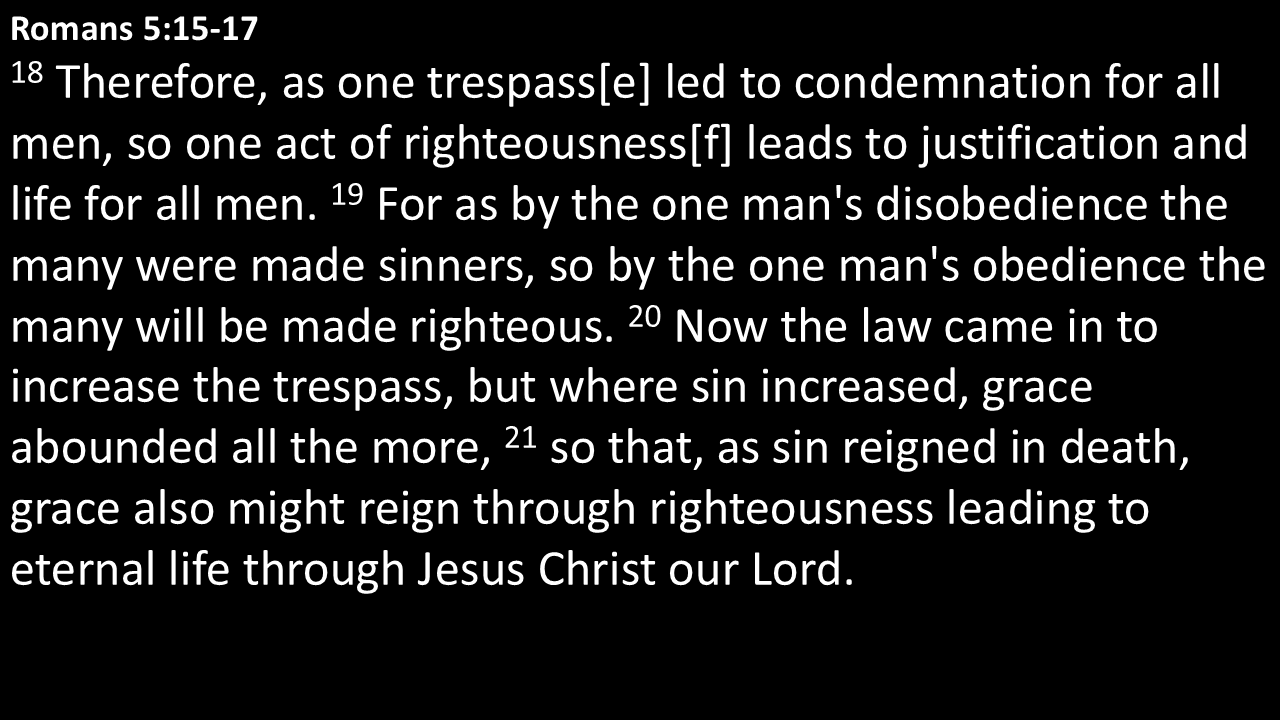 Romans 5:15-17
18 Therefore, as one trespass[e] led to condemnation for all
men, so one act of righteousness[f] leads to justification and
life for all men. 19 For as by the one man's disobedience the
many were made sinners, so by the one man's obedience the
many will be made righteous. 20 Now the law came in to
increase the trespass, but where sin increased, grace
abounded all the more, 21 so that, as sin reigned in death,
grace also might reign through righteousness leading to
eternal life through Jesus Christ our Lord.